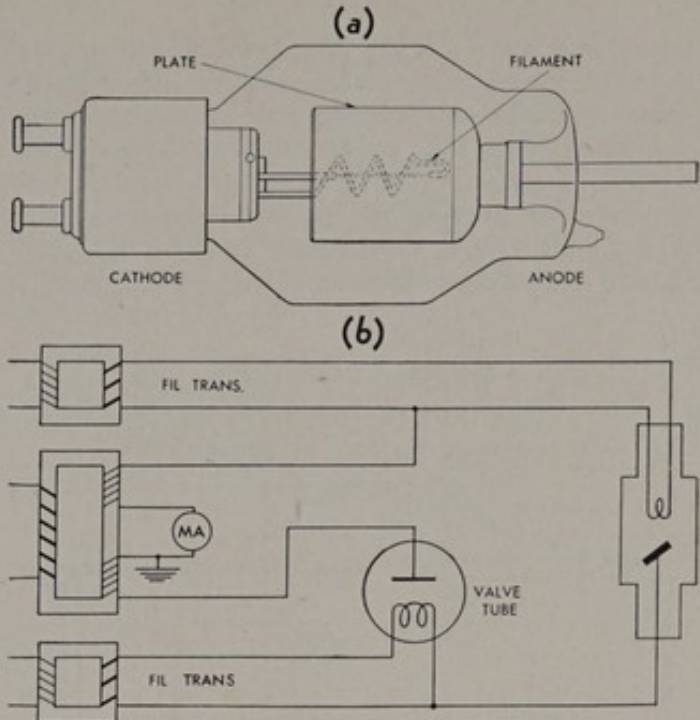 (a)
PLATE
FILAMENT
CATHODE
ANODE
(b)
FIL TRANS.
MA
VALVE
TUBE
FIL TRANS